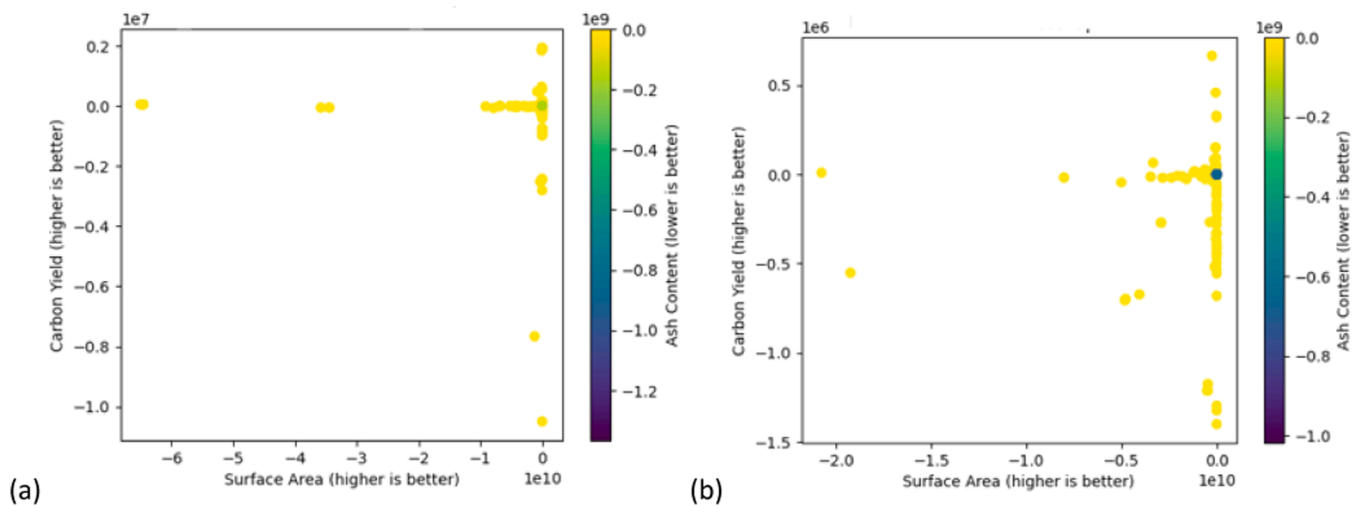 1e7
1e9
0.2
0.0
−0.2
−0.4
−0.6
−0.8
−1.0
Carbon Yield (higher is better)
−6
−5
−4
−3
−2
−1
0
1e10
Surface Area (higher is better)
0.0
−0.2
−0.4
−0.6
−0.8
−1.0
−1.2
Ash Content (lower is better)
(a)
1e6
1e9
0.5
0.0
−0.5
−1.0
−1.5
Carbon Yield (higher is better)
−2.0
−1.5
−1.0
−0.5
0.0
1e10
Surface Area (higher is better)
0.0
−0.2
−0.4
−0.6
−0.8
−1.0
Ash Content (lower is better)
(b)